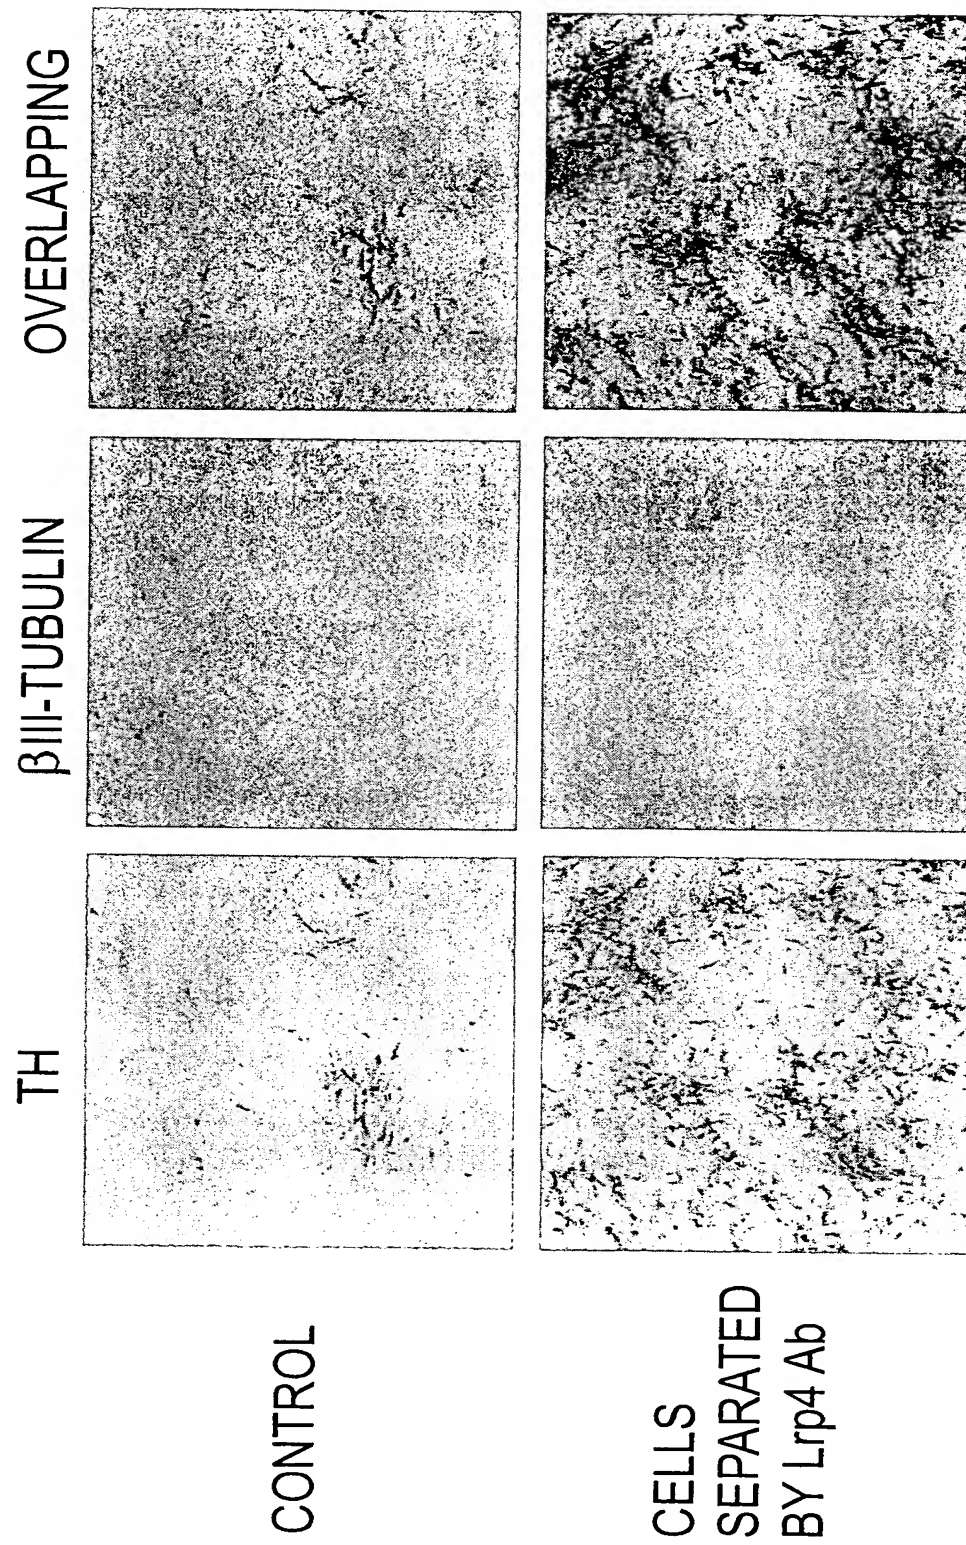 TH
βIII-TUBULIN
OVERLAPPING
CONTROL
CELLS
SEPARATED
BY Lrp4 Ab